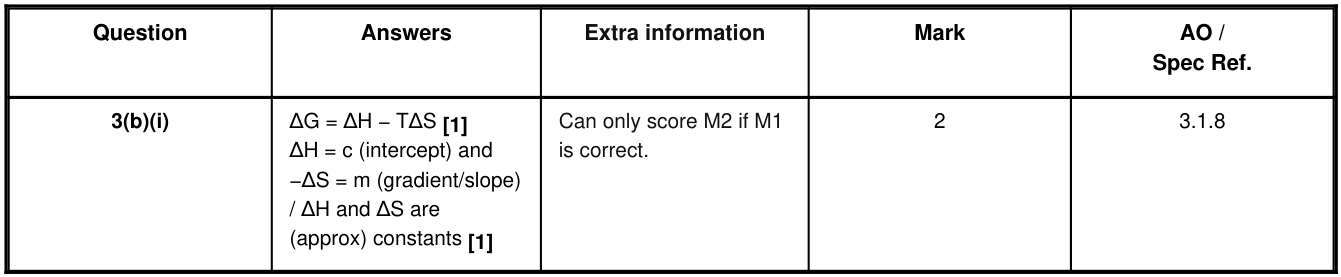 Question Answers Extra information Mark AO /
Spec Ref.
3(b)(i)
ΔG = ΔH − TΔS [1]
ΔH = c (intercept) and
−ΔS = m (gradient/slope)
/ ΔH and ΔS are
(approx) constants [1]
Can only score M2 if M1
is correct.
2
3.1.8